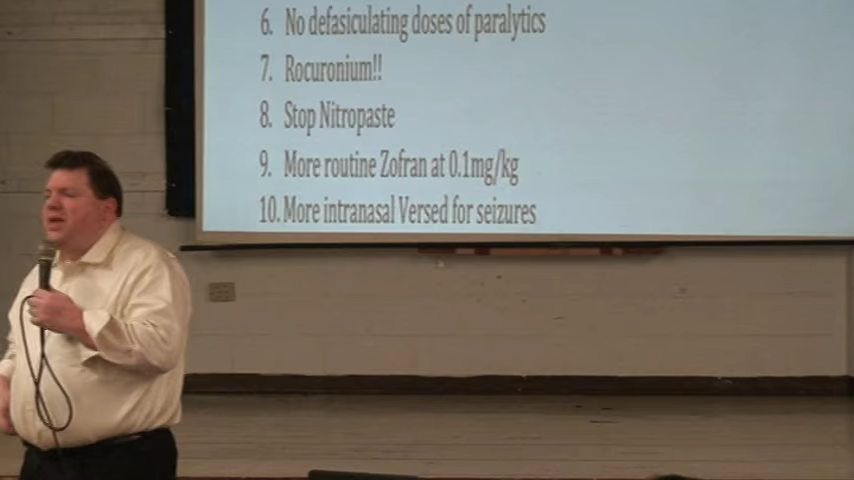 6. No defasiculating doses of paralytics
7. Rocuronium!!
8. Stop Nitropaste
9. More routine Zofran at 0.1mg/kg
10. More intranasal Versed for seizures